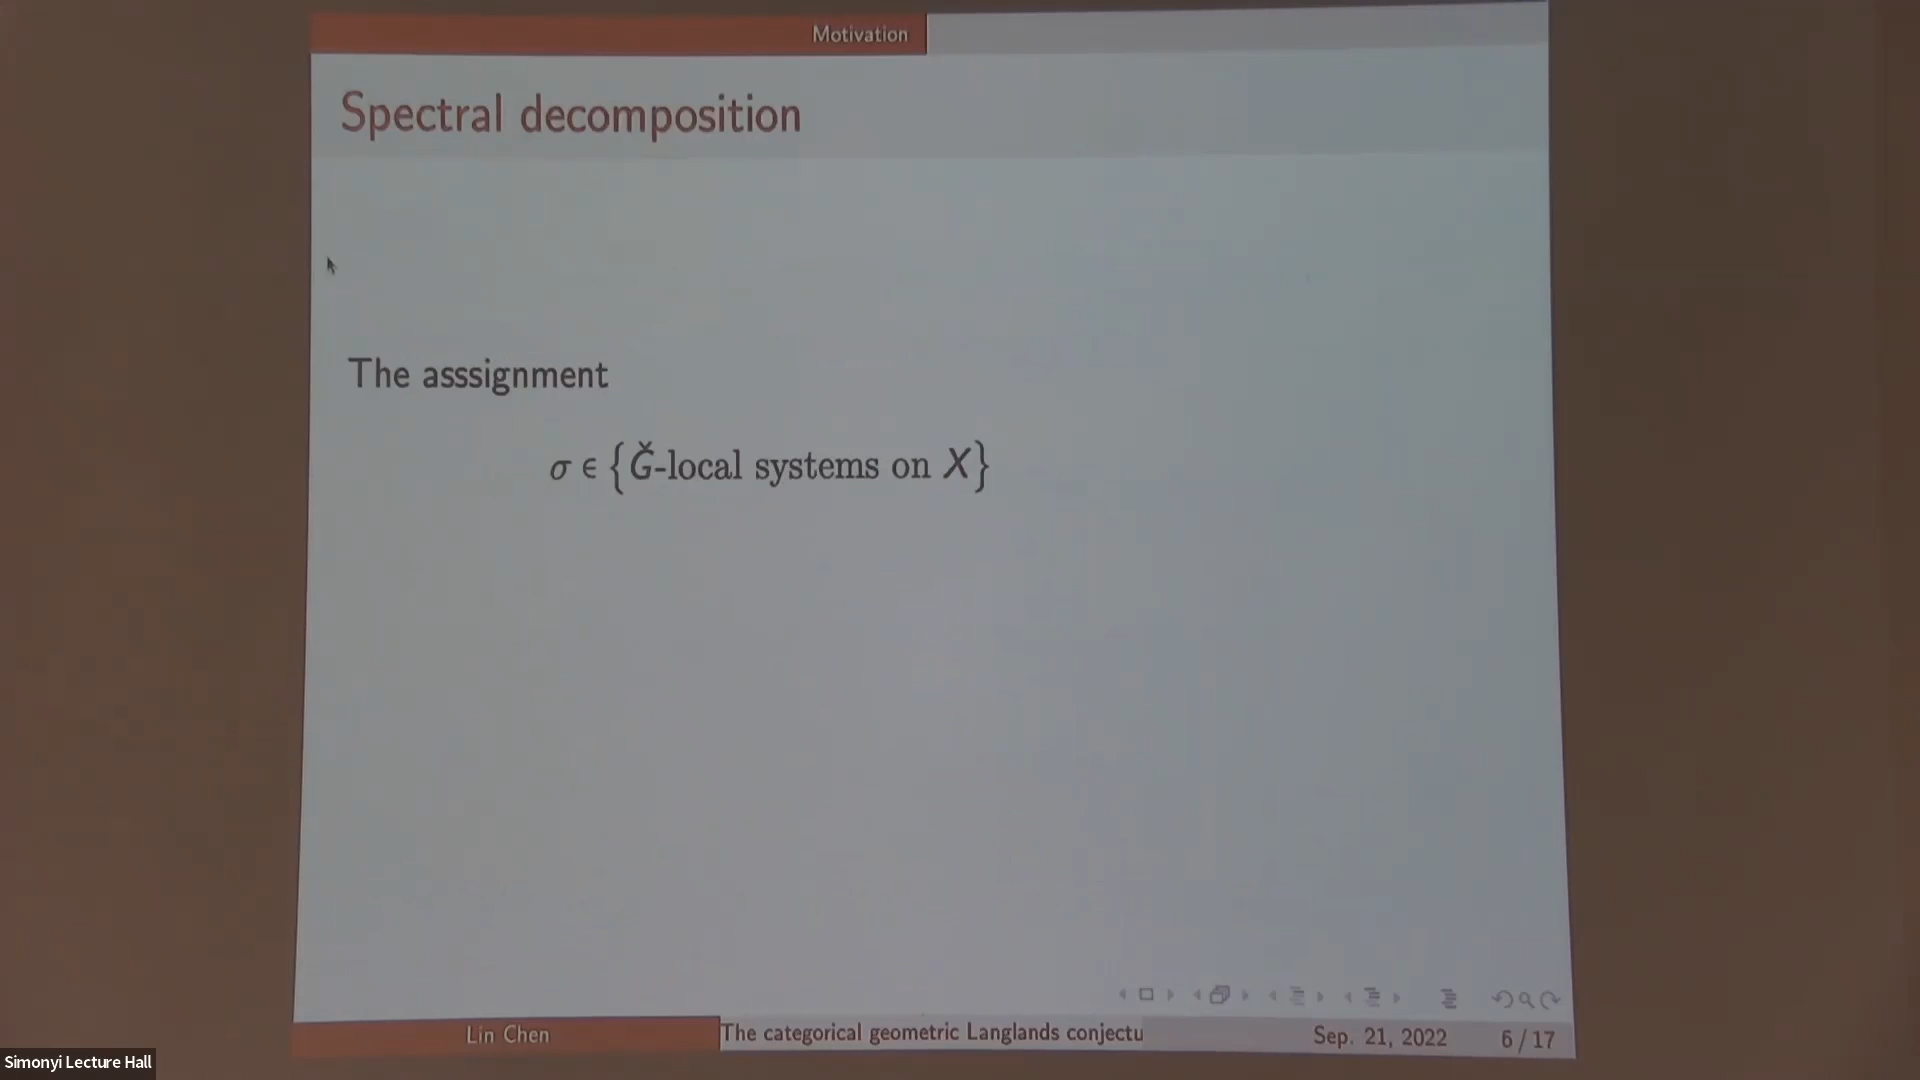 Motivation
Spectral decomposition
The asssignment
σ ∈ {Ǧ-local systems on X}
Lin Chen
The categorical geometric Langlands conjectu
Sep. 21, 2022
6 / 17
Simonyi Lecture Hall